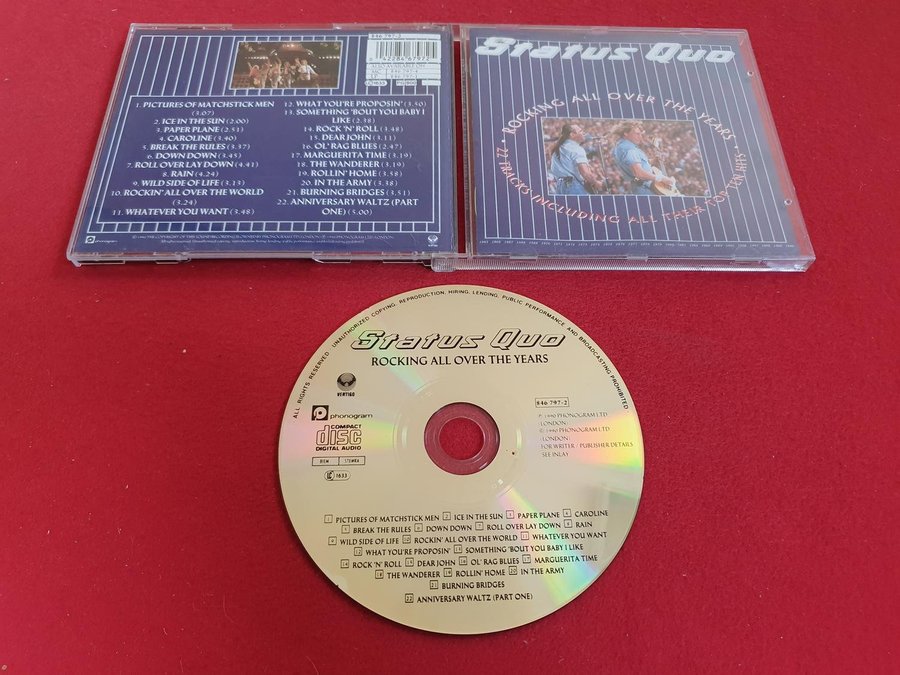 846 797-2
ALSO AVAILABLE ON
1. PICTURES OF MATCHSTICK MEN
(3.07)
2. ICE IN THE SUN (2.00)
3. PAPER PLANE (2.51)
4. CAROLINE (3.40)
5. BREAK THE RULES (3.37)
6. DOWN DOWN (3.45)
7. ROLL OVER LAY DOWN (4.41)
8. RAIN (4.24)
9. WILD SIDE OF LIFE (3.13)
10. ROCKIN' ALL OVER THE WORLD
(3.24)
11. WHATEVER YOU WANT (3.48)
12. WHAT YOU'RE PROPOSIN' (3.50)
13. SOMETHING 'BOUT YOU BABY I
LIKE (2.38)
14. ROCK 'N' ROLL (3.48)
15. DEAR JOHN (3.11)
16. OL' RAG BLUES (2.47)
17. MARGUERITA TIME (3.19)
18. THE WANDERER (3.19)
19. ROLLIN' HOME (3.58)
20. IN THE ARMY (3.38)
21. BURNING BRIDGES (3.51)
22. ANNIVERSARY WALTZ (PART
ONE) (5.00)
phonogram
Status Quo
• ROCKING ALL OVER THE YEARS •
22 TRACKS INCLUDING ALL THEIR TOP TEN HITS
ALL RIGHTS RESERVED. UNAUTHORIZED COPYING, REPRODUCTION, HIRING, LENDING, PUBLIC PERFORMANCE AND BROADCASTING PROHIBITED
Status Quo
ROCKING ALL OVER THE YEARS
VERTIGO
phonogram
COMPACT
disc
DIGITAL AUDIO
BIEM STEMRA
LC 1633
846 797-2
P. 1990 PHONOGRAM LTD
LONDON
© 1990 PHONOGRAM LTD
LONDON
FOR WRITER / PUBLISHER DETAILS
SEE INLAY
1 PICTURES OF MATCHSTICK MEN 2 ICE IN THE SUN 3 PAPER PLANE 4 CAROLINE
5 BREAK THE RULES 6 DOWN DOWN 7 ROLL OVER LAY DOWN 8 RAIN
9 WILD SIDE OF LIFE 10 ROCKIN' ALL OVER THE WORLD 11 WHATEVER YOU WANT
12 WHAT YOU'RE PROPOSIN' 13 SOMETHING 'BOUT YOU BABY I LIKE
14 ROCK 'N' ROLL 15 DEAR JOHN 16 OL' RAG BLUES 17 MARGUERITA TIME
18 THE WANDERER 19 ROLLIN' HOME 20 IN THE ARMY
21 BURNING BRIDGES
22 ANNIVERSARY WALTZ (PART ONE)